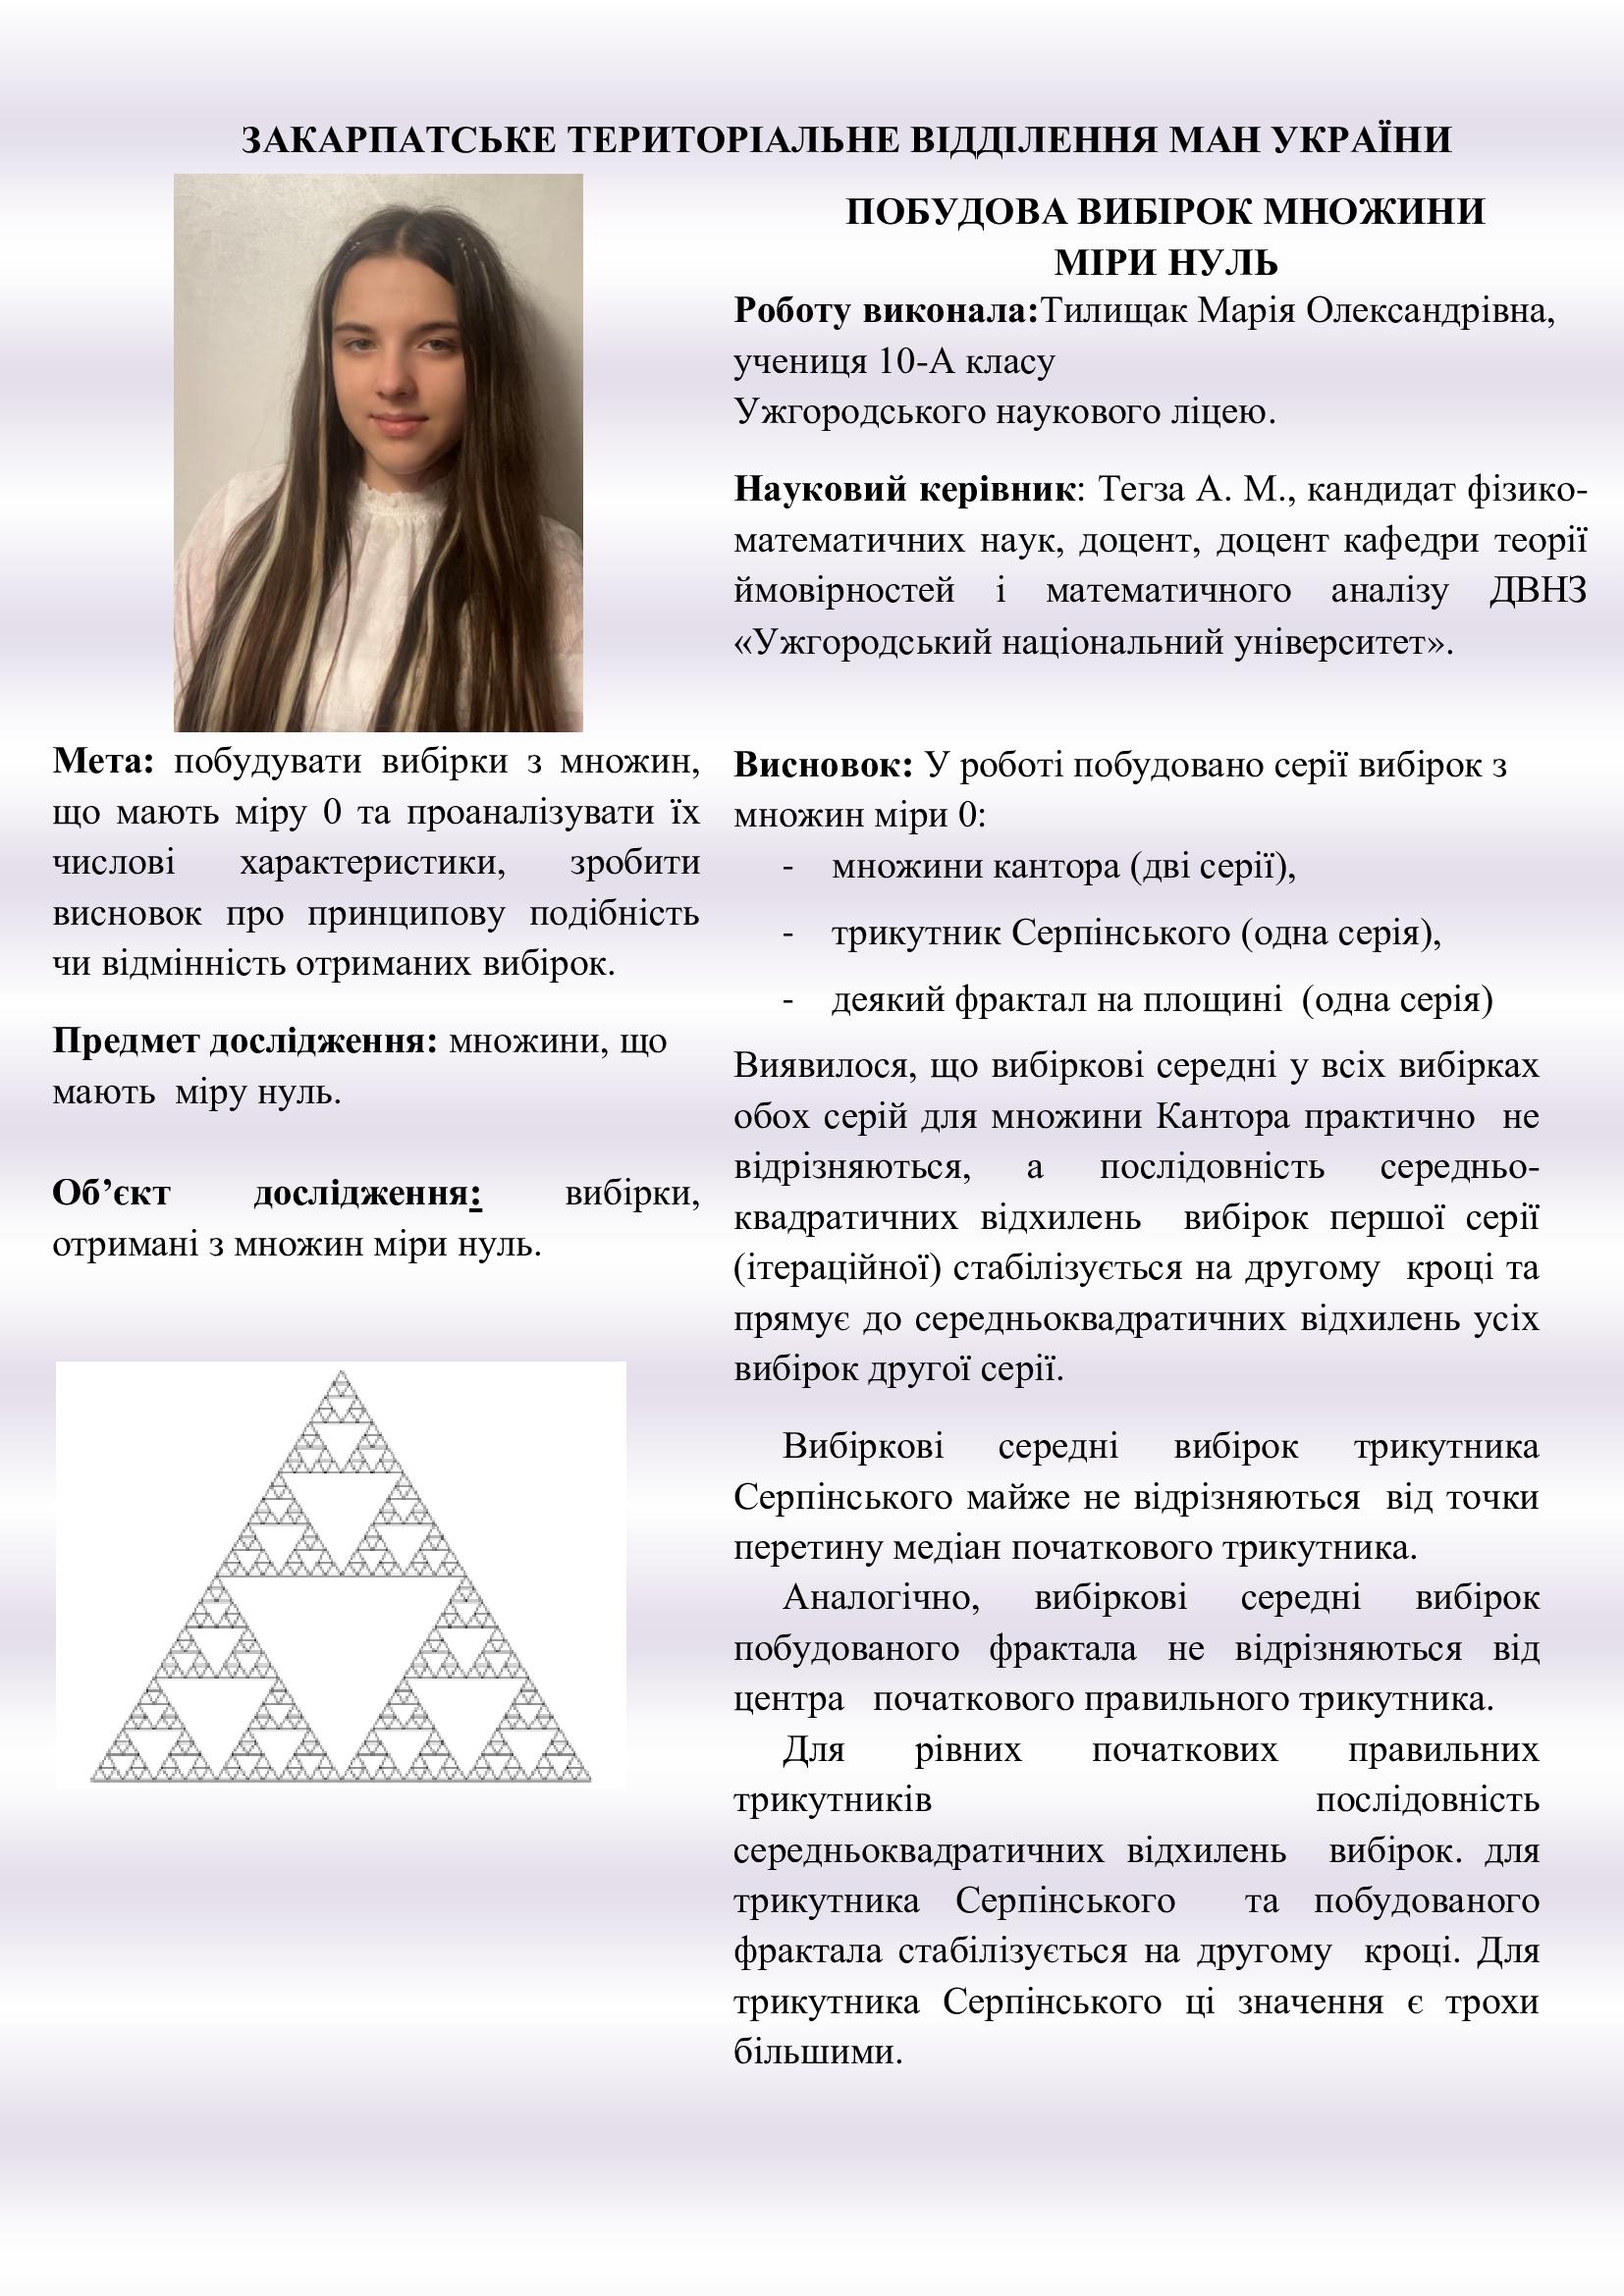 ЗАКАРПАТСЬКЕ ТЕРИТОРІАЛЬНЕ ВІДДІЛЕННЯ МАН УКРАЇНИ
ПОБУДОВА ВИБІРОК МНОЖИНИ
МІРИ НУЛЬ
Роботу виконала:Тилищак Марія Олександрівна,
учениця 10-А класу
Ужгородського наукового ліцею.
Науковий керівник: Тегза А. М., кандидат фізико-
математичних наук, доцент, доцент кафедри теорії
ймовірностей і математичного аналізу ДВНЗ
«Ужгородський національний університет».
Мета: побудувати вибірки з множин,
що мають міру 0 та проаналізувати їх
числові характеристики, зробити
висновок про принципову подібність
чи відмінність отриманих вибірок.
Предмет дослідження: множини, що
мають міру нуль.
Об’єкт дослідження: вибірки,
отримані з множин міри нуль.
Висновок: У роботі побудовано серії вибірок з
множин міри 0:
- множини кантора (дві серії),
- трикутник Серпінського (одна серія),
- деякий фрактал на площині (одна серія)
Виявилося, що вибіркові середні у всіх вибірках
обох серій для множини Кантора практично не
відрізняються, а послідовність середньо-
квадратичних відхилень вибірок першої серії
(ітераційної) стабілізується на другому кроці та
прямує до середньоквадратичних відхилень усіх
вибірок другої серії.
Вибіркові середні вибірок трикутника
Серпінського майже не відрізняються від точки
перетину медіан початкового трикутника.
Аналогічно, вибіркові середні вибірок
побудованого фрактала не відрізняються від
центра початкового правильного трикутника.
Для рівних початкових правильних
трикутників послідовність
середньоквадратичних відхилень вибірок. для
трикутника Серпінського та побудованого
фрактала стабілізується на другому кроці. Для
трикутника Серпінського ці значення є трохи
більшими.